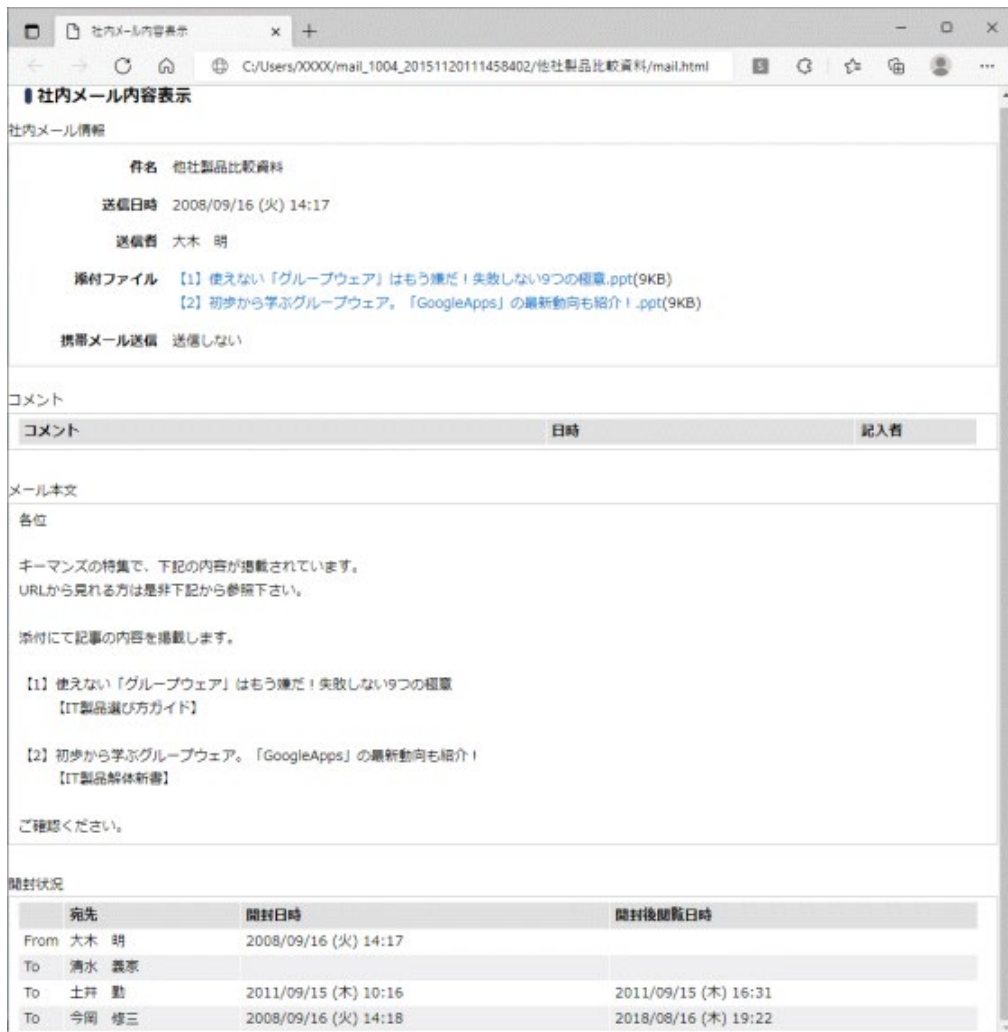 社内メール内容表示
C:/Users/XXXX/mail_1004_20151120111458402/他社製品比較資料/mail.html
社内メール内容表示
社内メール情報
件名 他社製品比較資料
送信日時 2008/09/16 (火) 14:17
送信者 大木 明
添付ファイル 【1】使えない「グループウェア」はもう嫌だ!失敗しない9つの極意.ppt(9KB)
【2】初歩から学ぶグループウェア。「GoogleApps」の最新動向も紹介!.ppt(9KB)
携帯メール送信 送信しない
コメント
コメント 日時 記入者
メール本文
各位
キーマンズの特集で、下記の内容が掲載されています。
URLから見れる方は是非下記から参照下さい。
添付にて記事の内容を掲載します。
【1】使えない「グループウェア」はもう嫌だ!失敗しない9つの極意
【IT製品選び方ガイド】
【2】初歩から学ぶグループウェア。「GoogleApps」の最新動向も紹介!
【IT製品解体新書】
ご確認ください。
開封状況
宛先 開封日時 開封後閲覧日時
From 大木 明 2008/09/16 (火) 14:17
To 清水 義家
To 土井 勤 2011/09/15 (木) 10:16 2011/09/15 (木) 16:31
To 今岡 修三 2008/09/16 (火) 14:18 2018/08/16 (木) 19:22